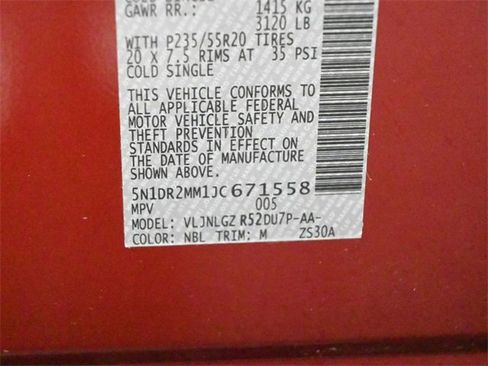 GAWR RR.: 1415 KG
3120 LB
WITH P235/55R20 TIRES
20 X 7.5 RIMS AT 35 PSI
COLD SINGLE
THIS VEHICLE CONFORMS TO
ALL APPLICABLE FEDERAL
MOTOR VEHICLE SAFETY AND
THEFT PREVENTION
STANDARDS IN EFFECT ON
THE DATE OF MANUFACTURE
SHOWN ABOVE.
5N1DR2MM1JC671558
MPV 005
MODEL: VLJNLGZ R52DU7P-AA-
COLOR: NBL TRIM: M ZS30A